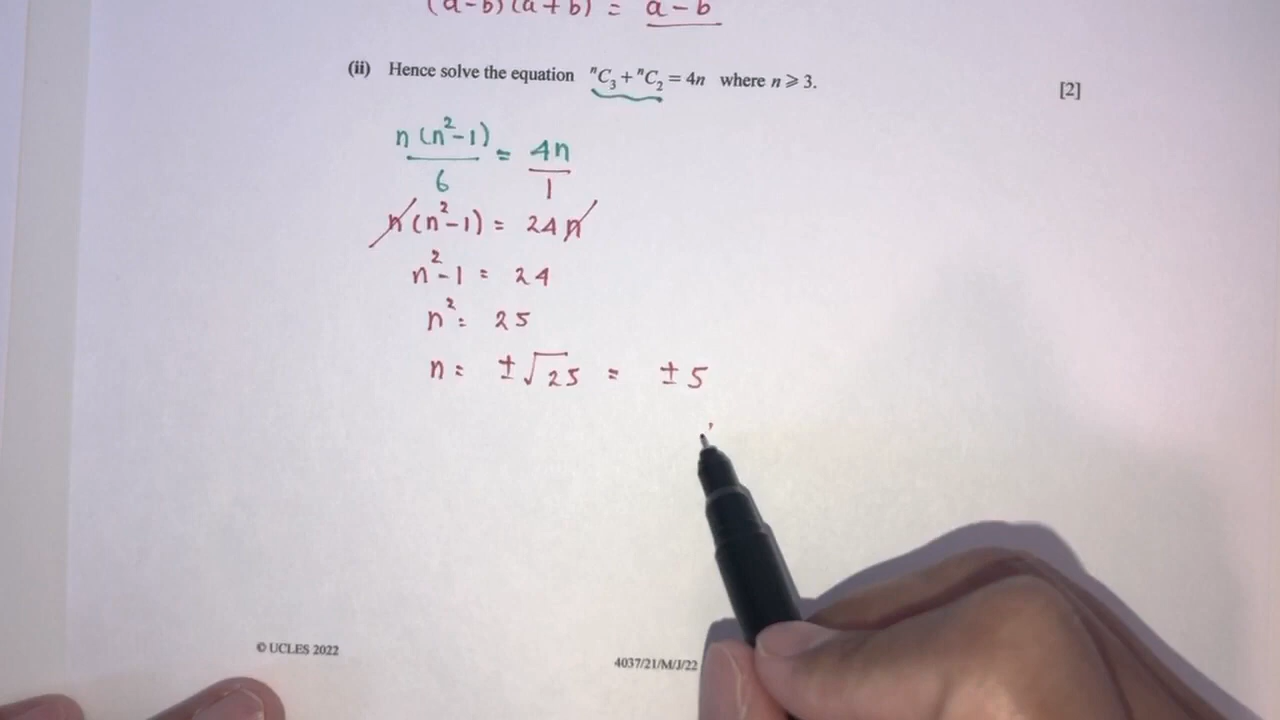 (a-b)(a+b) = a-b
(ii) Hence solve the equation ⁿC₃ + ⁿC₂ = 4n where n ⩾ 3. [2]
n(n²-1)/6 = 4n/1
n(n²-1) = 24n
n²-1 = 24
n² = 25
n = ±√25 = ±5
© UCLES 2022
4037/21/M/J/22